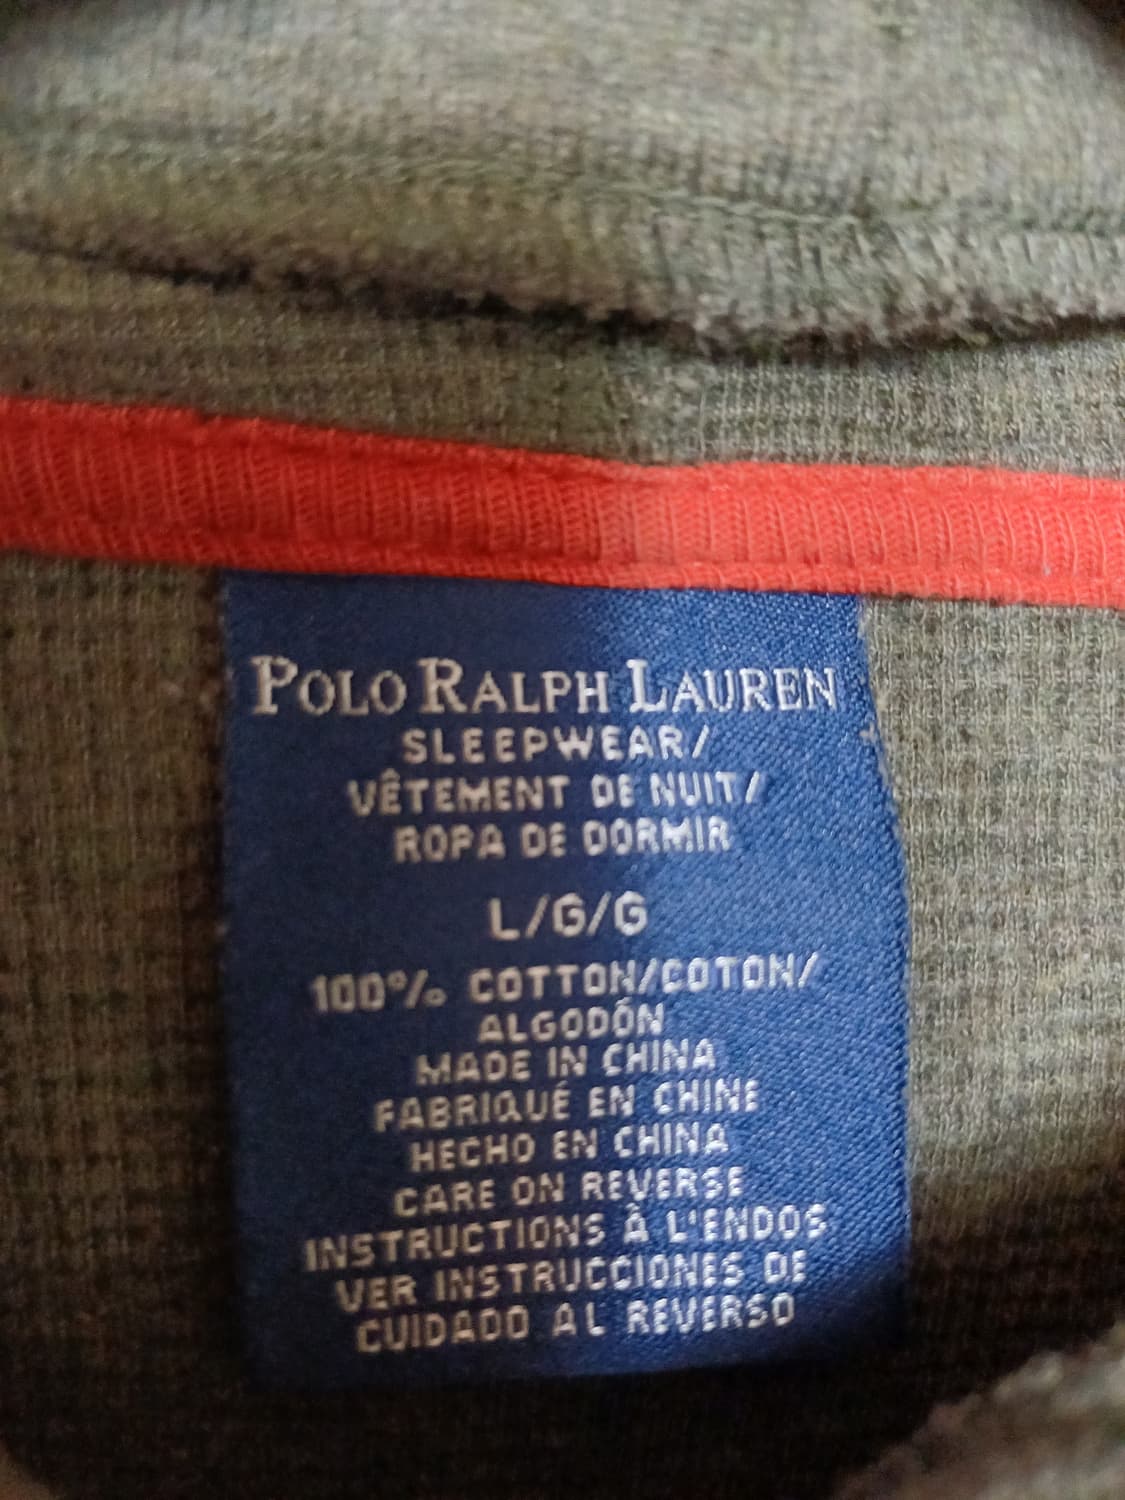 POLO RALPH LAUREN
SLEEPWEAR/
VÊTEMENT DE NUIT/
ROPA DE DORMIR
L/G/G
100% COTTON/COTON/
ALGODÓN
MADE IN CHINA
FABRIQUÉ EN CHINE
HECHO EN CHINA
CARE ON REVERSE
INSTRUCTIONS À L'ENDOS
VER INSTRUCCIONES DE
CUIDADO AL REVERSO